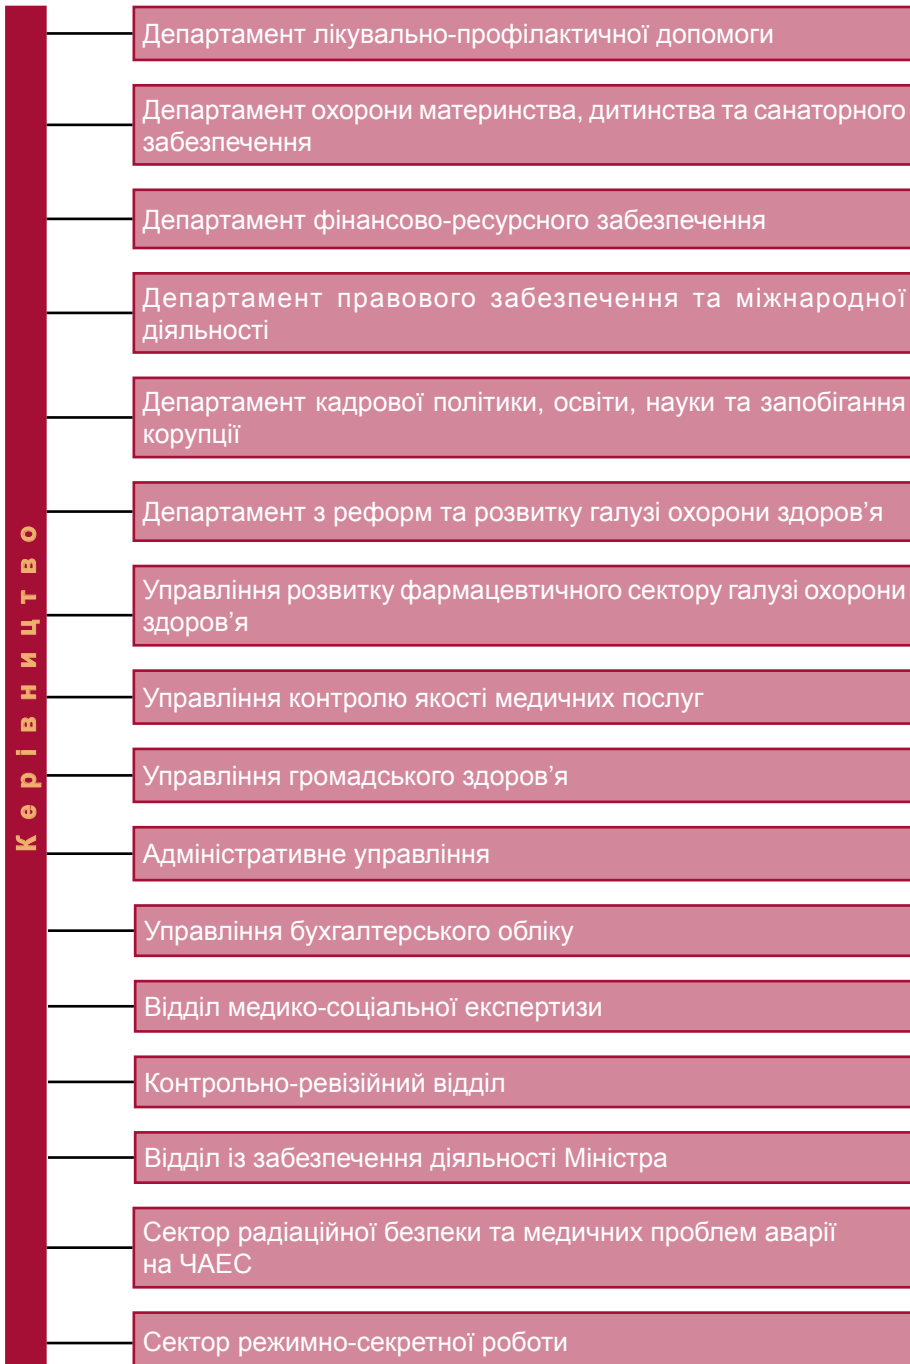 Керівництво
Департамент лікувально-профілактичної допомоги
Департамент охорони материнства, дитинства та санаторного
забезпечення
Департамент фінансово-ресурсного забезпечення
Департамент правового забезпечення та міжнародної
діяльності
Департамент кадрової політики, освіти, науки та запобігання
корупції
Департамент з реформ та розвитку галузі охорони здоров’я
Управління розвитку фармацевтичного сектору галузі охорони
здоров’я
Управління контролю якості медичних послуг
Управління громадського здоров’я
Адміністративне управління
Управління бухгалтерського обліку
Відділ медико-соціальної експертизи
Контрольно-ревізійний відділ
Відділ із забезпечення діяльності Міністра
Сектор радіаційної безпеки та медичних проблем аварії
на ЧАЕС
Сектор режимно-секретної роботи